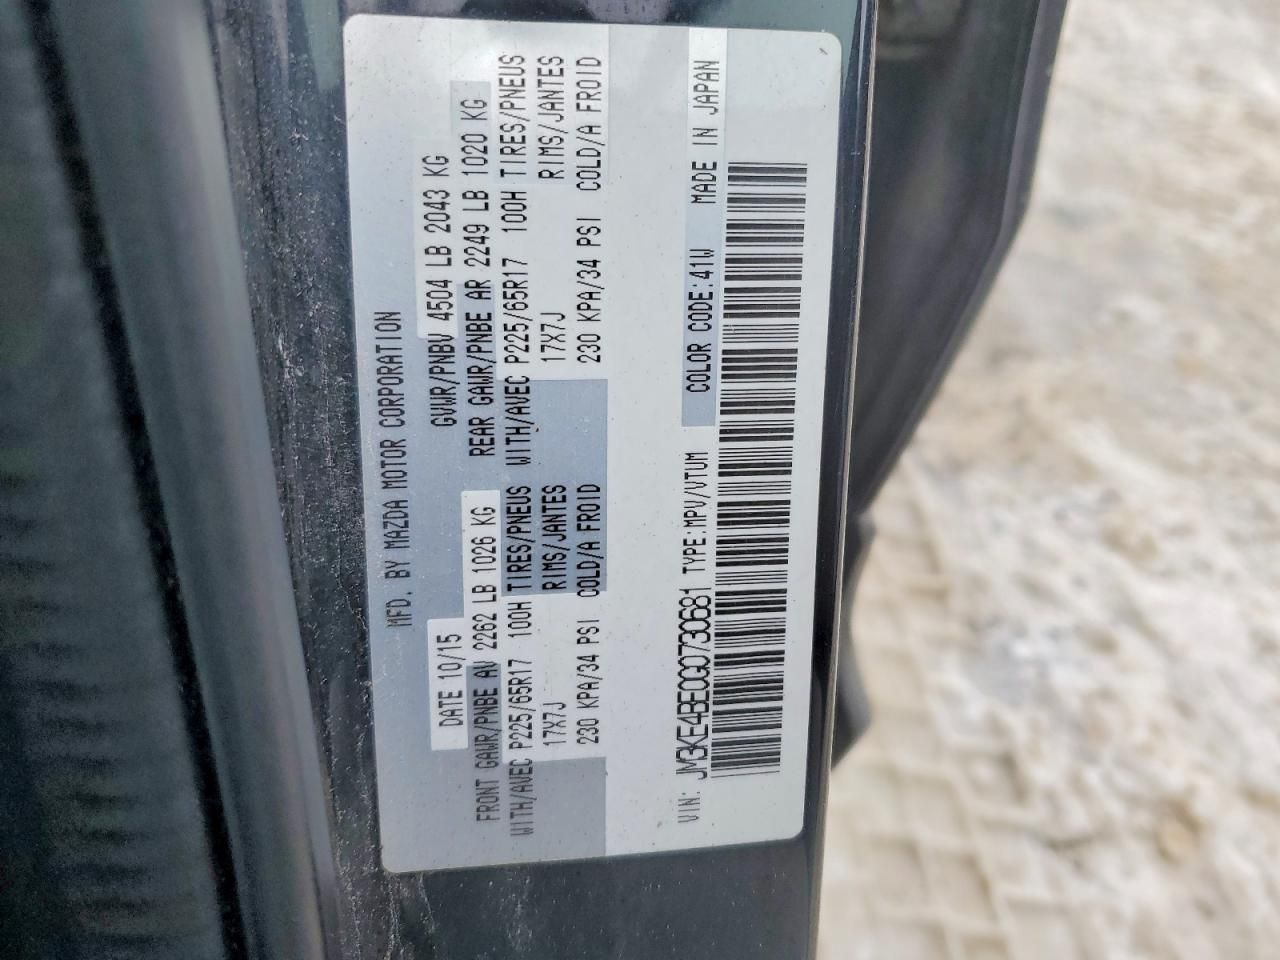 MFD. BY MAZDA MOTOR CORPORATION
DATE 10/15 GVWR/PNBV 4504 LB 2043 KG
FRONT GAWR/PNBE AV 2262 LB 1026 KG REAR GAWR/PNBE AR 2249 LB 1020 KG
WITH/AVEC P225/65R17 100H TIRES/PNEUS WITH/AVEC P225/65R17 100H TIRES/PNEUS
17X7J RIMS/JANTES 17X7J RIMS/JANTES
230 KPA/34 PSI COLD/A FROID 230 KPA/34 PSI COLD/A FROID
COLOR CODE:41W MADE IN JAPAN
VIN: JM3KE4BE0G0730681 TYPE:MPV/VTUM